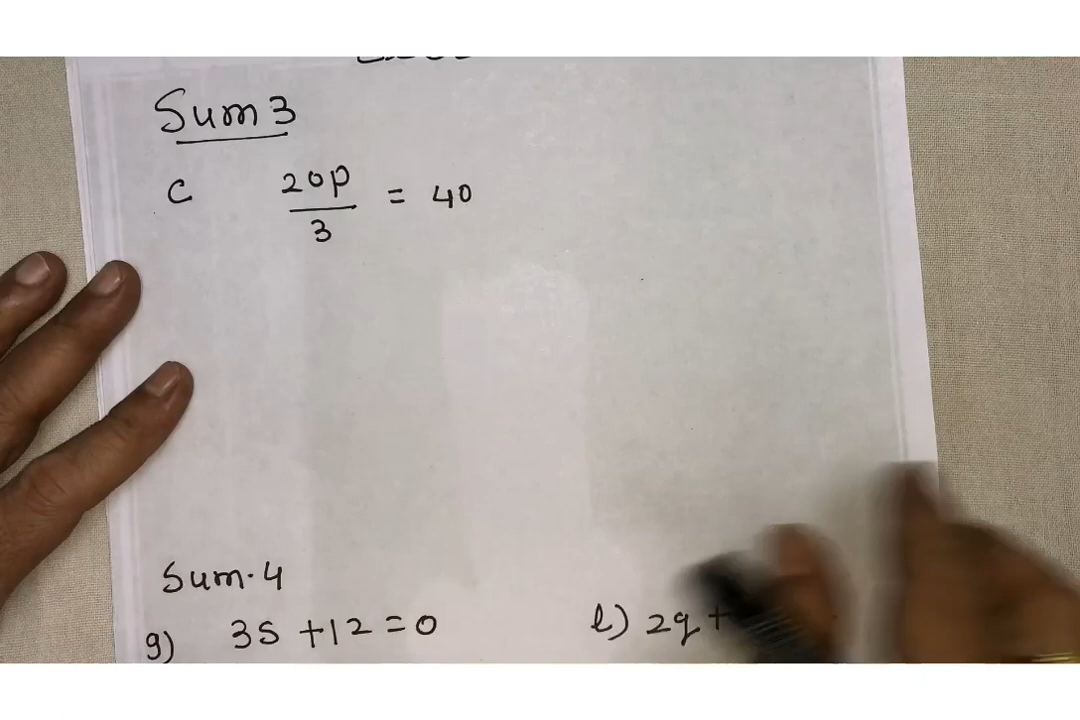 Sum 3
c 20p/3 = 40
Sum.4
g) 3s +12 = 0
l) 2q +